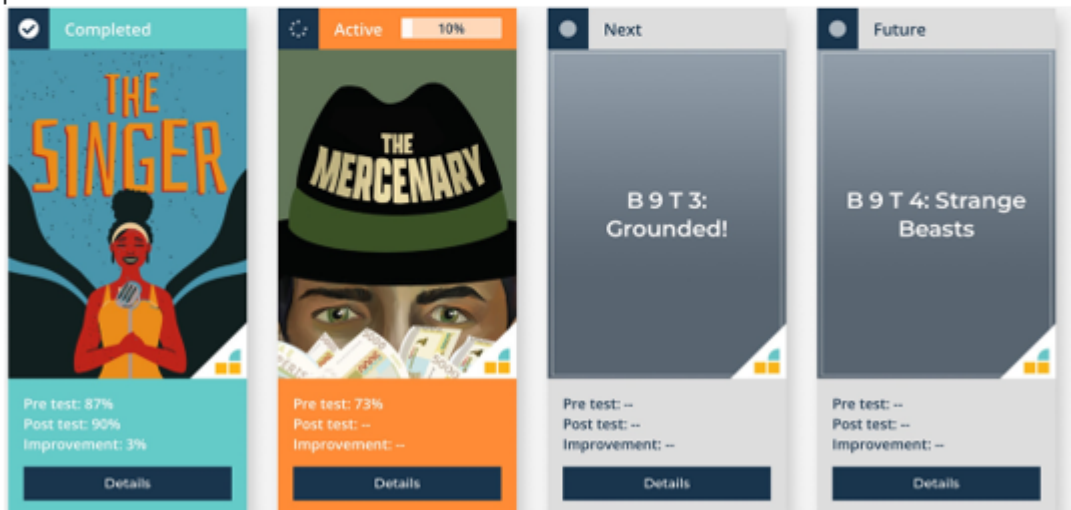 Completed
THE
SINGER
Pre test: 87%
Post test: 90%
Improvement: 3%
Details
Active 10%
THE
MERCENARY
5000
5000
Pre test: 73%
Post test: --
Improvement: --
Details
Next
B 9 T 3:
Grounded!
Pre test: --
Post test: --
Improvement: --
Details
Future
B 9 T 4: Strange
Beasts
Pre test: --
Post test: --
Improvement: --
Details